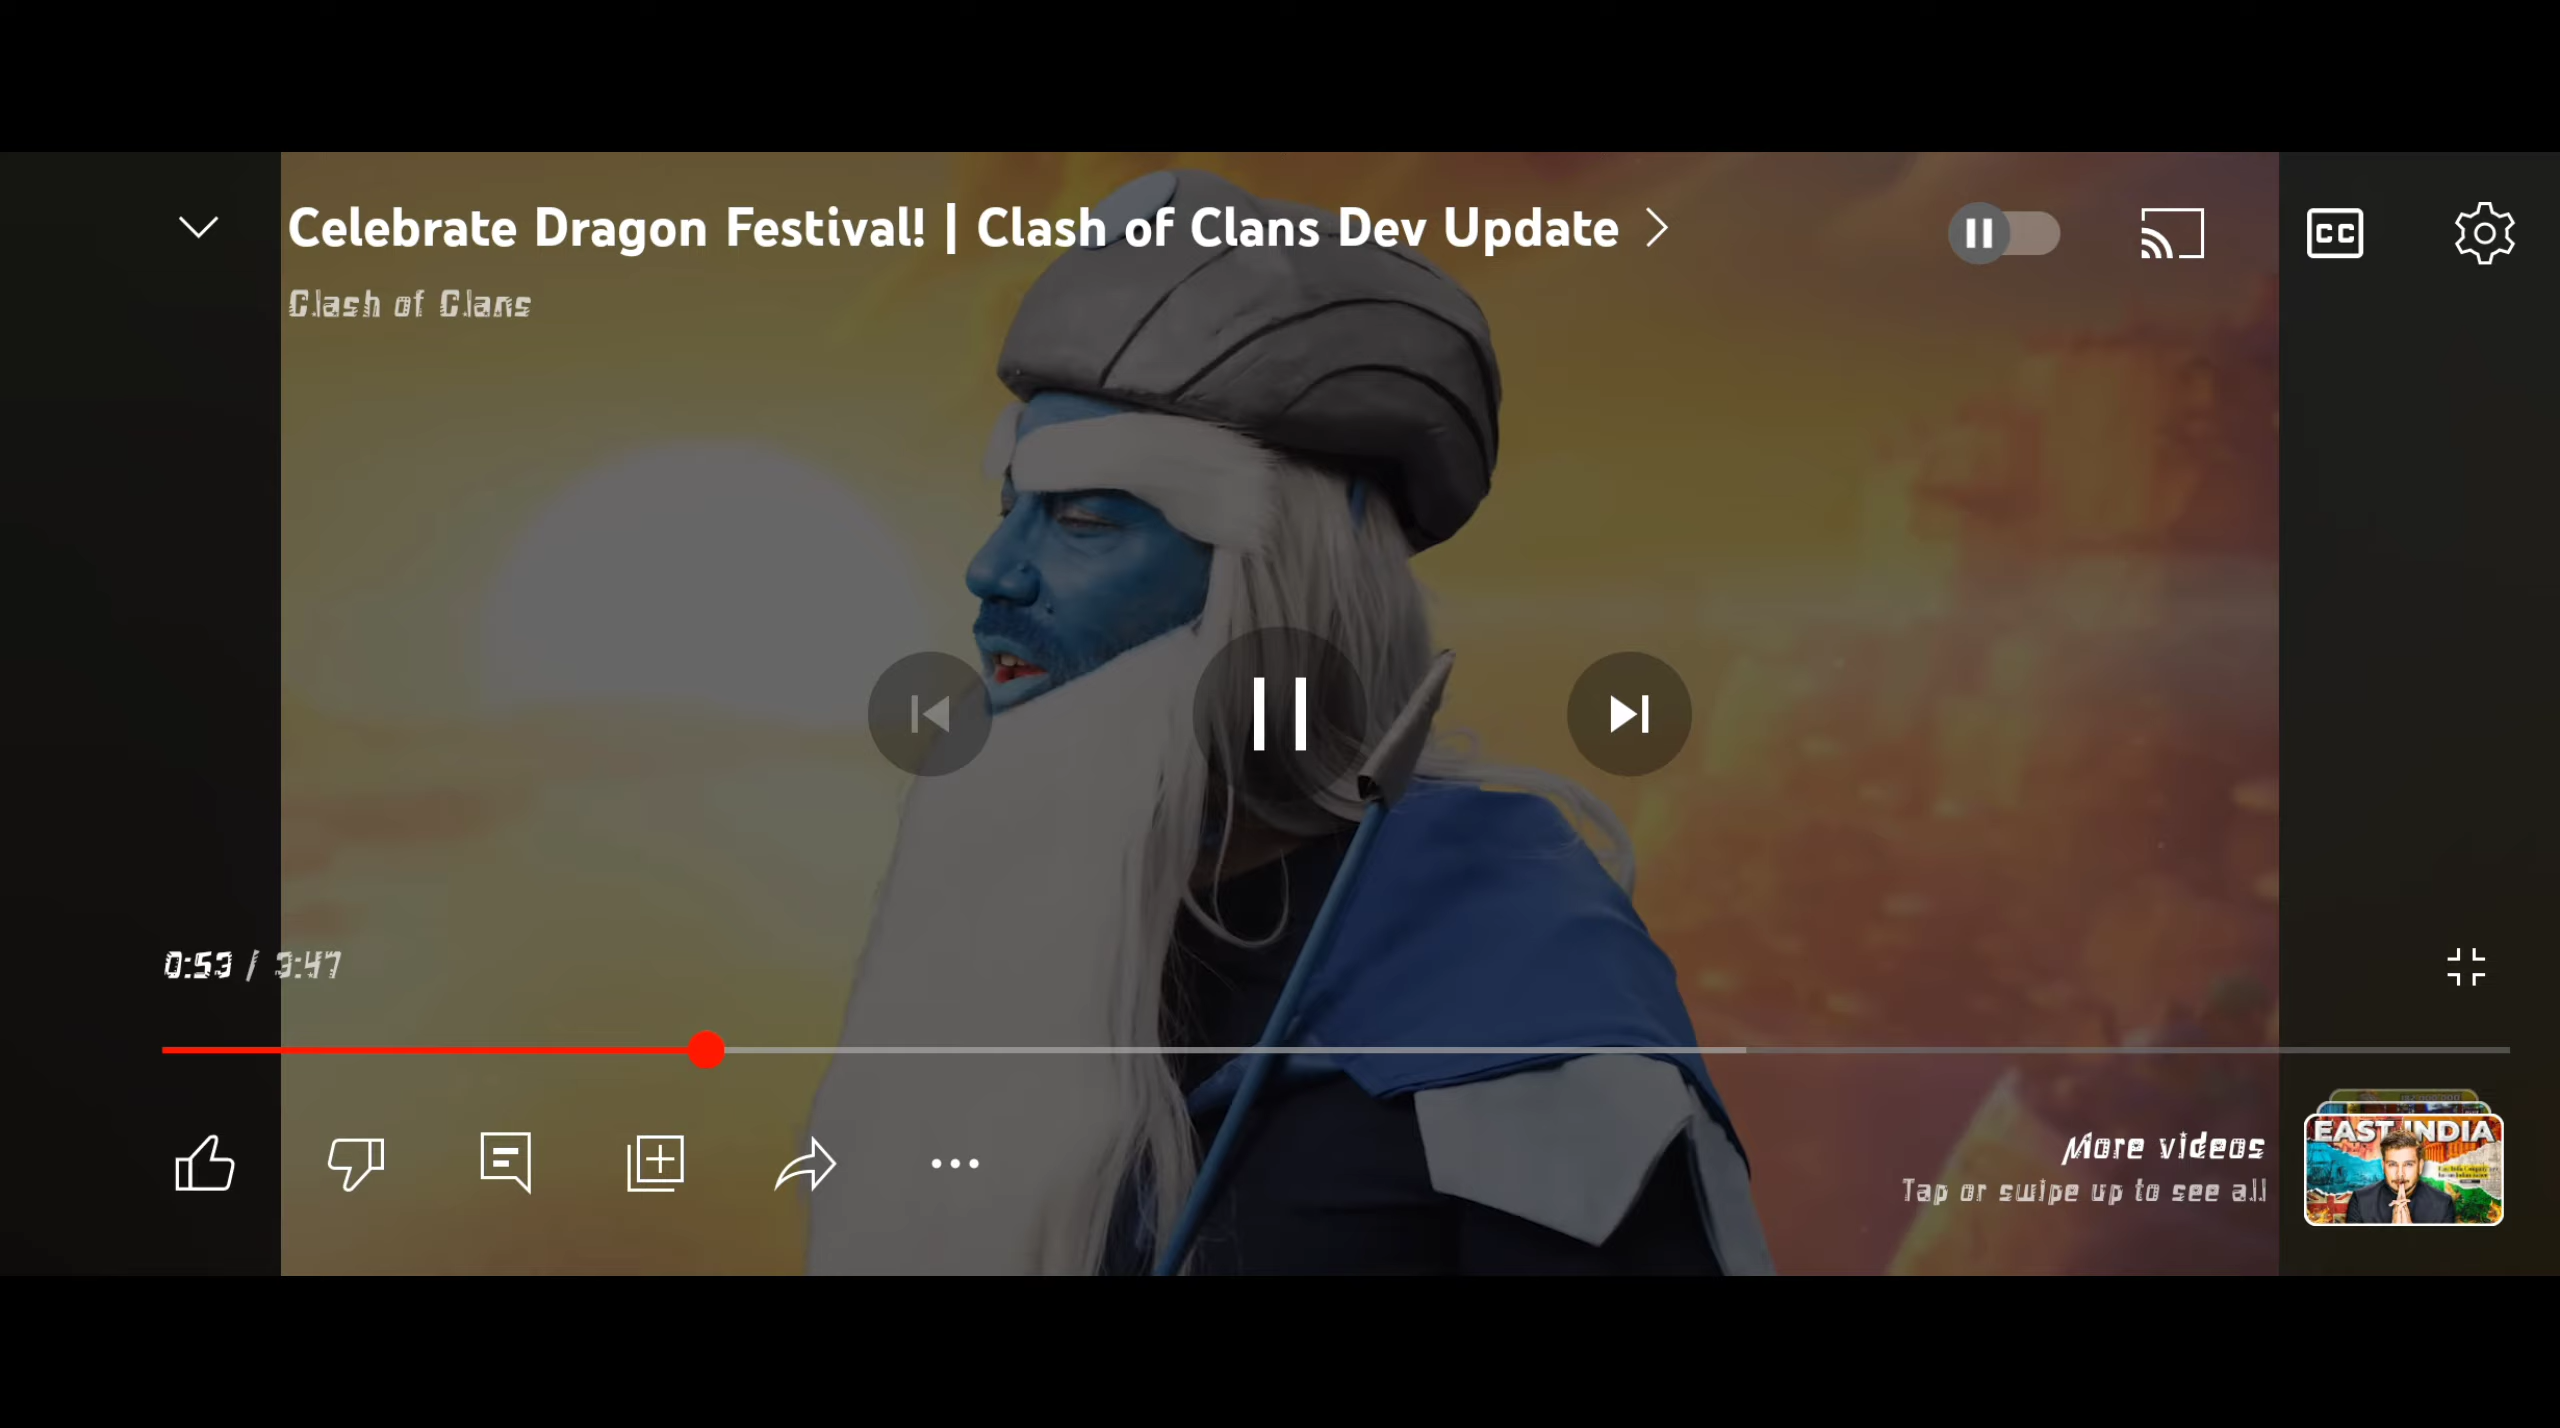 Celebrate Dragon Festival! | Clash of Clans Dev Update
CC
Clash of Clans
0:53 / 3:47
EAST INDIA
More videos
Tap or swipe up to see all